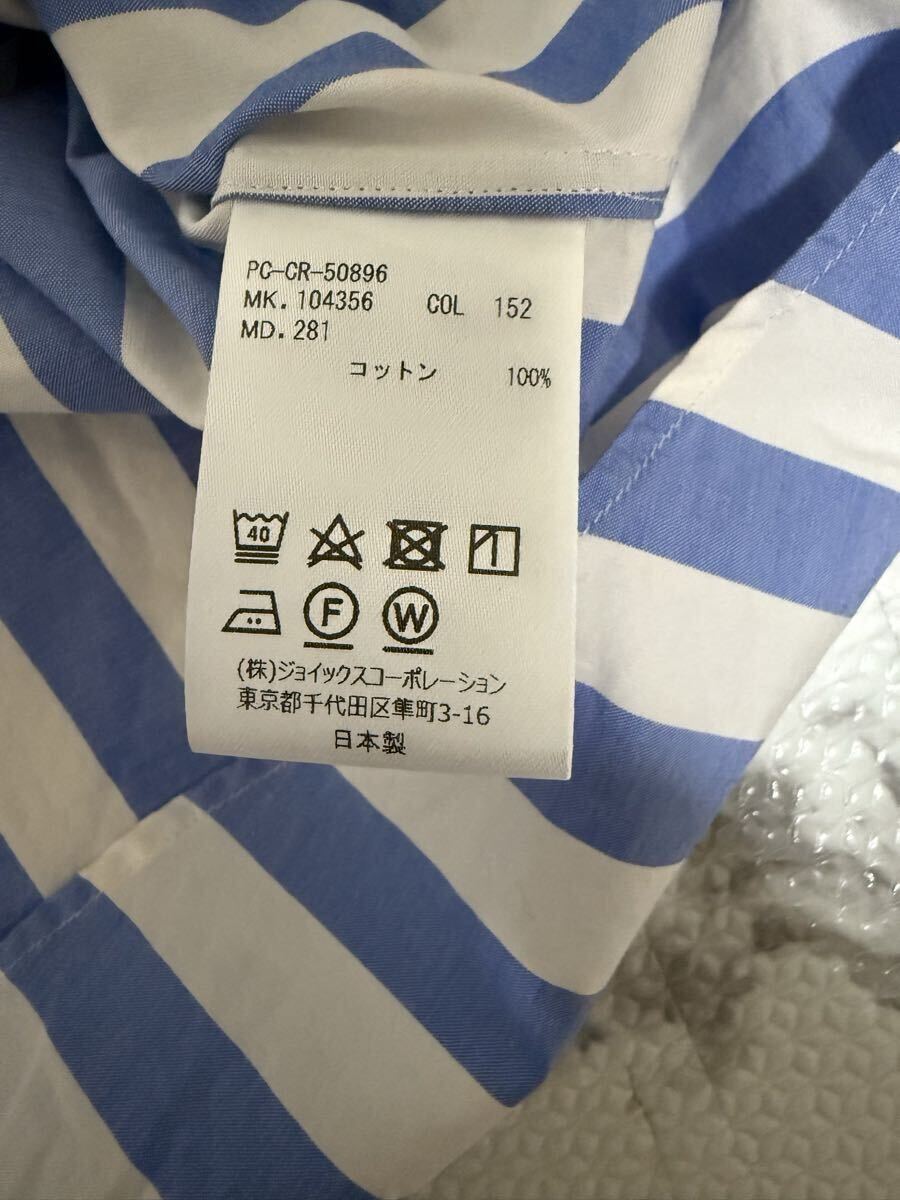 PC-CR-50896
MK. 104356 COL 152
MD. 281
コットン 100%
40
F W
(株)ジョイックスコーポレーション
東京都千代田区隼町3-16
日本製